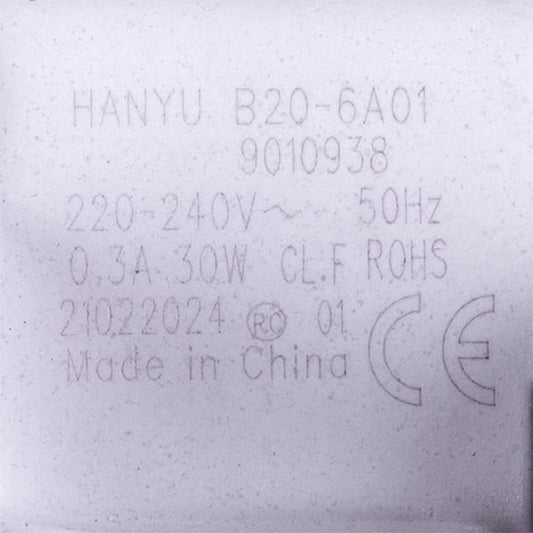 HANYU B20-6A01
9010938
220-240V~ 50Hz
0.3A 30W CL.F ROHS
21022024 RC 01
Made in China CE